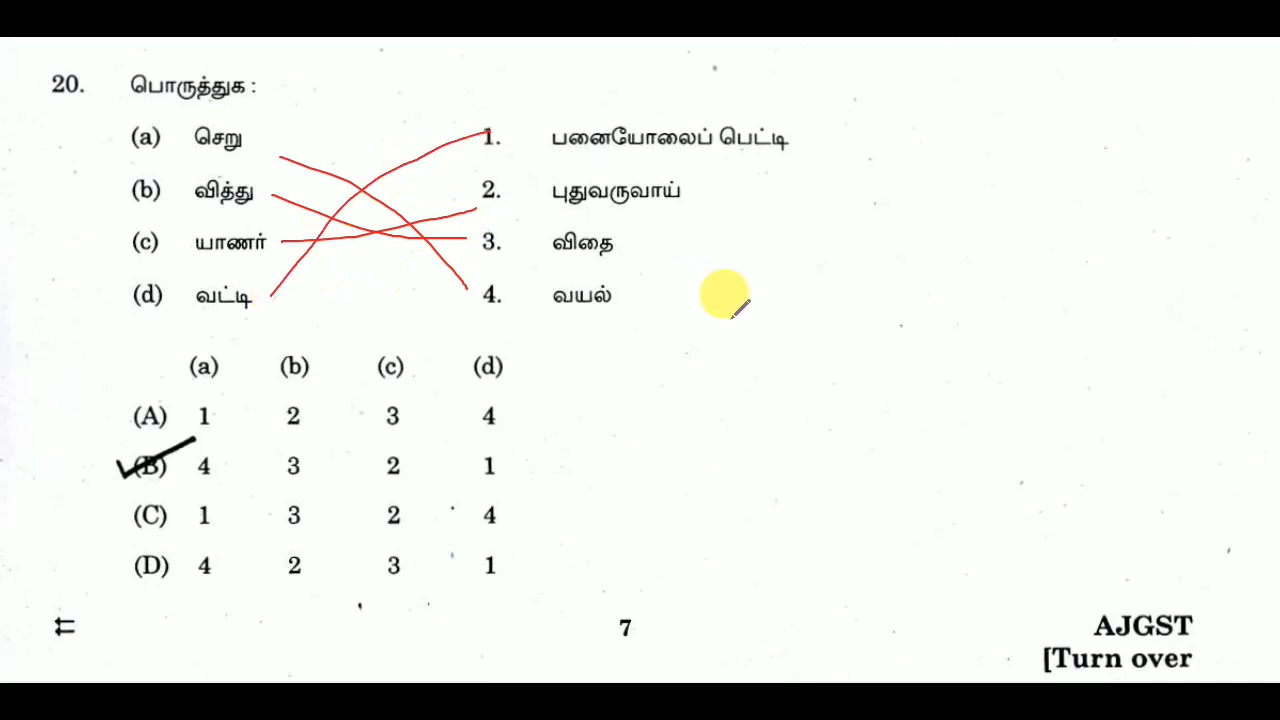 20. பொருத்துக :
(a) செறு 1. பனையோலைப் பெட்டி
(b) வித்து 2. புதுவருவாய்
(c) யாணர் 3. விதை
(d) வட்டி 4. வயல்
(a) (b) (c) (d)
(A) 1 2 3 4
(B) 4 3 2 1
(C) 1 3 2 4
(D) 4 2 3 1
7 AJGST
[Turn over